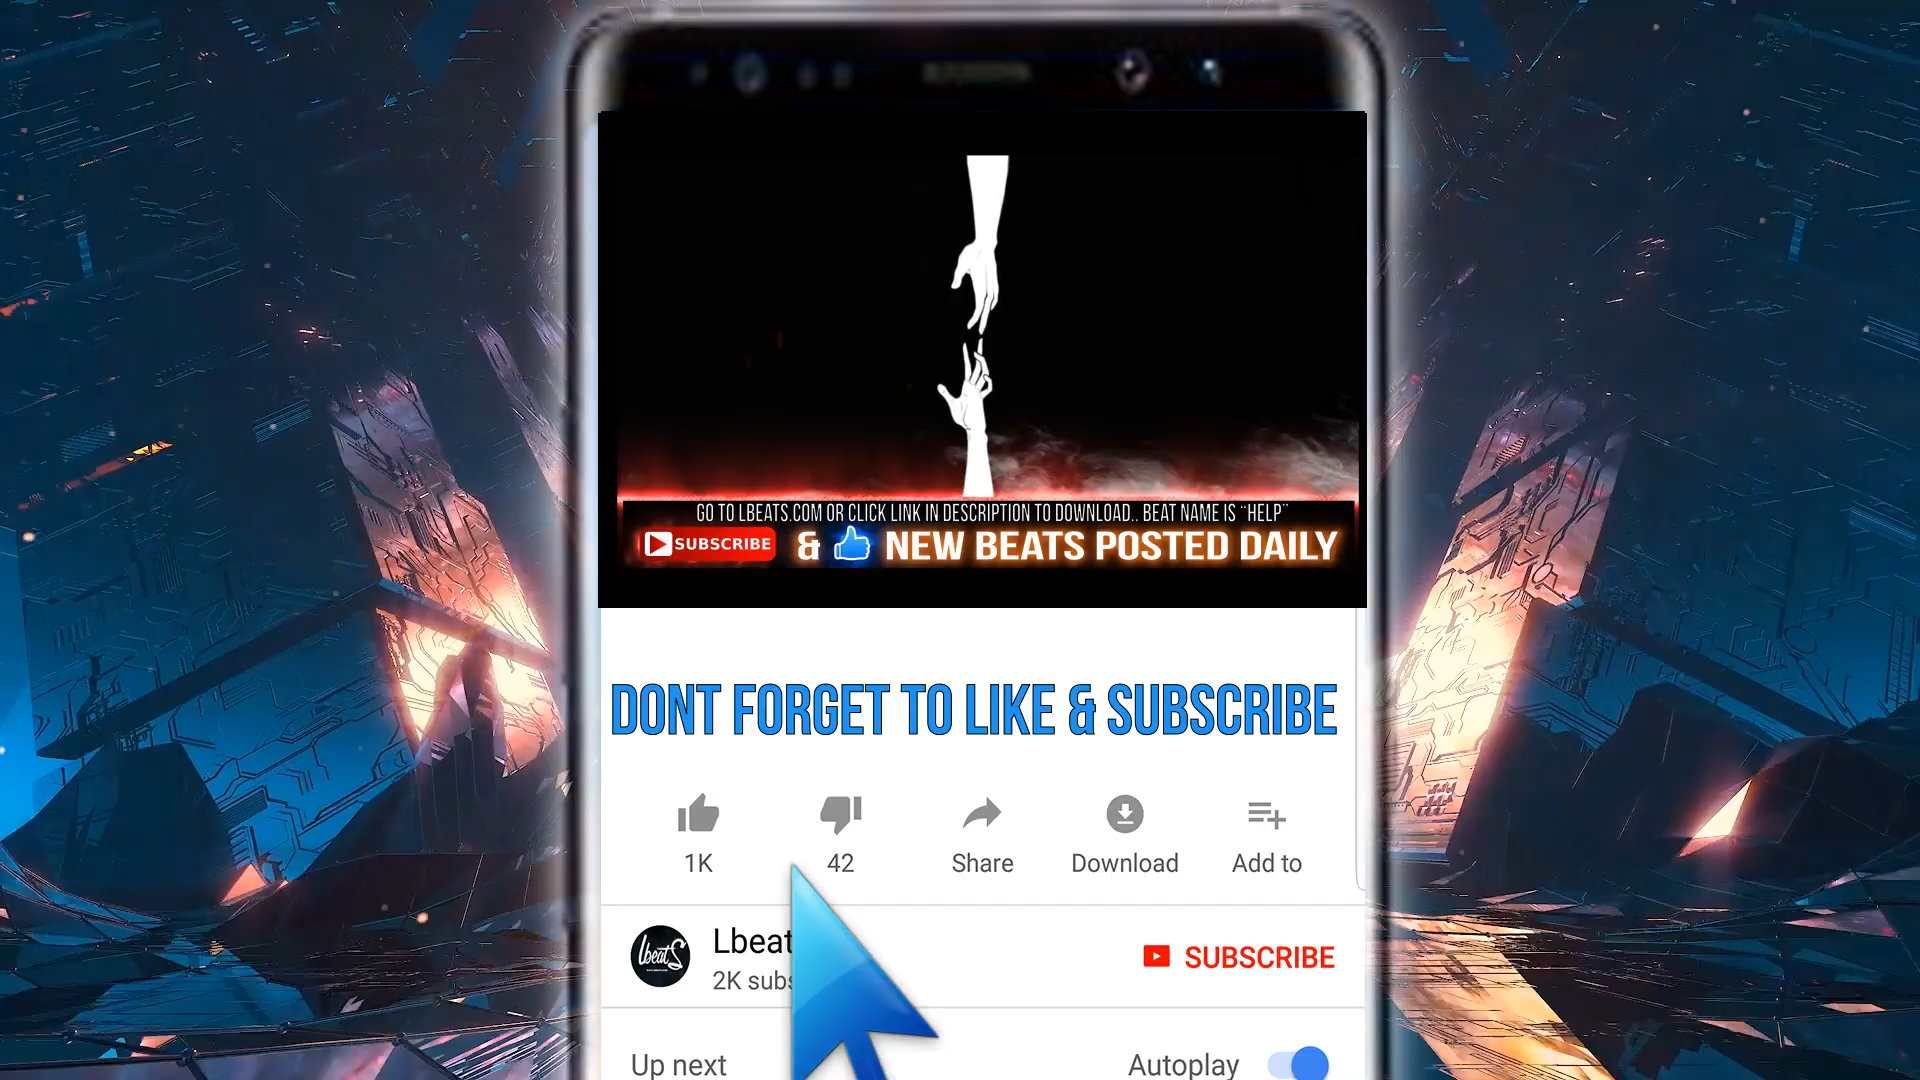 GO TO LBEATS.COM OR CLICK LINK IN DESCRIPTION TO DOWNLOAD.. BEAT NAME IS ¨HELP¨
SUBSCRIBE & NEW BEATS POSTED DAILY
DONT FORGET TO LIKE & SUBSCRIBE
1K 42 Share Download Add to
lbeatS Lbeat SUBSCRIBE
2K subs
Up next Autoplay